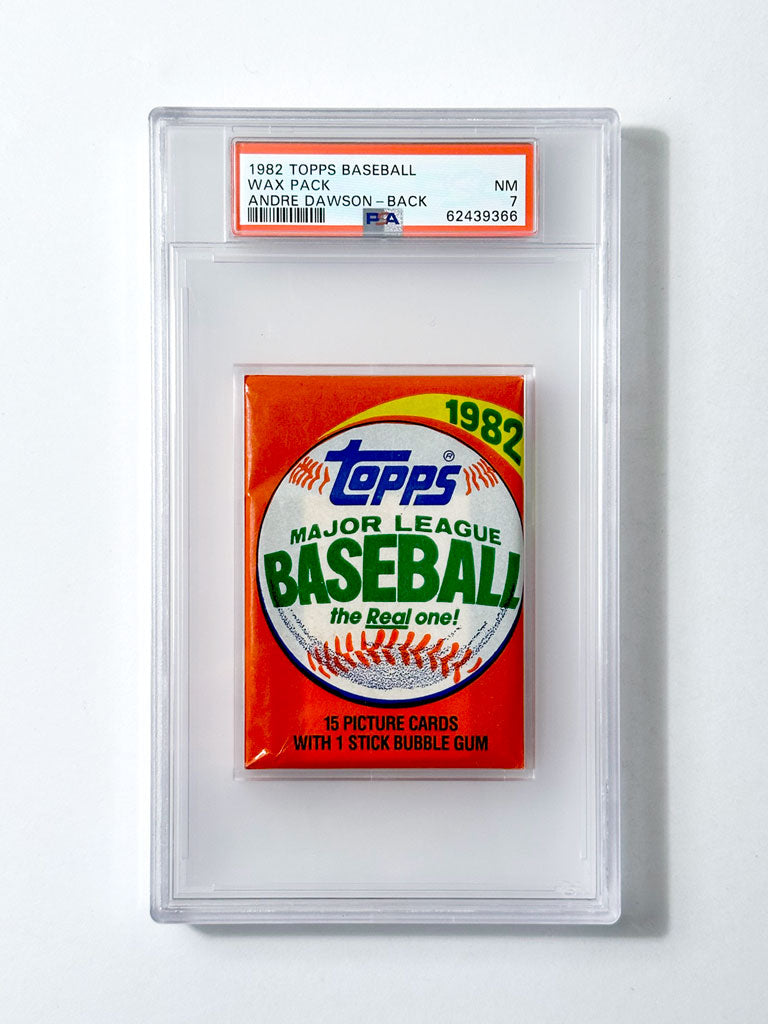 1982 TOPPS BASEBALL
WAX PACK NM
ANDRE DAWSON – BACK 7
PSA 62439366
1982
Topps ®
MAJOR LEAGUE
BASEBALL
the Real one!
15 PICTURE CARDS
WITH 1 STICK BUBBLE GUM